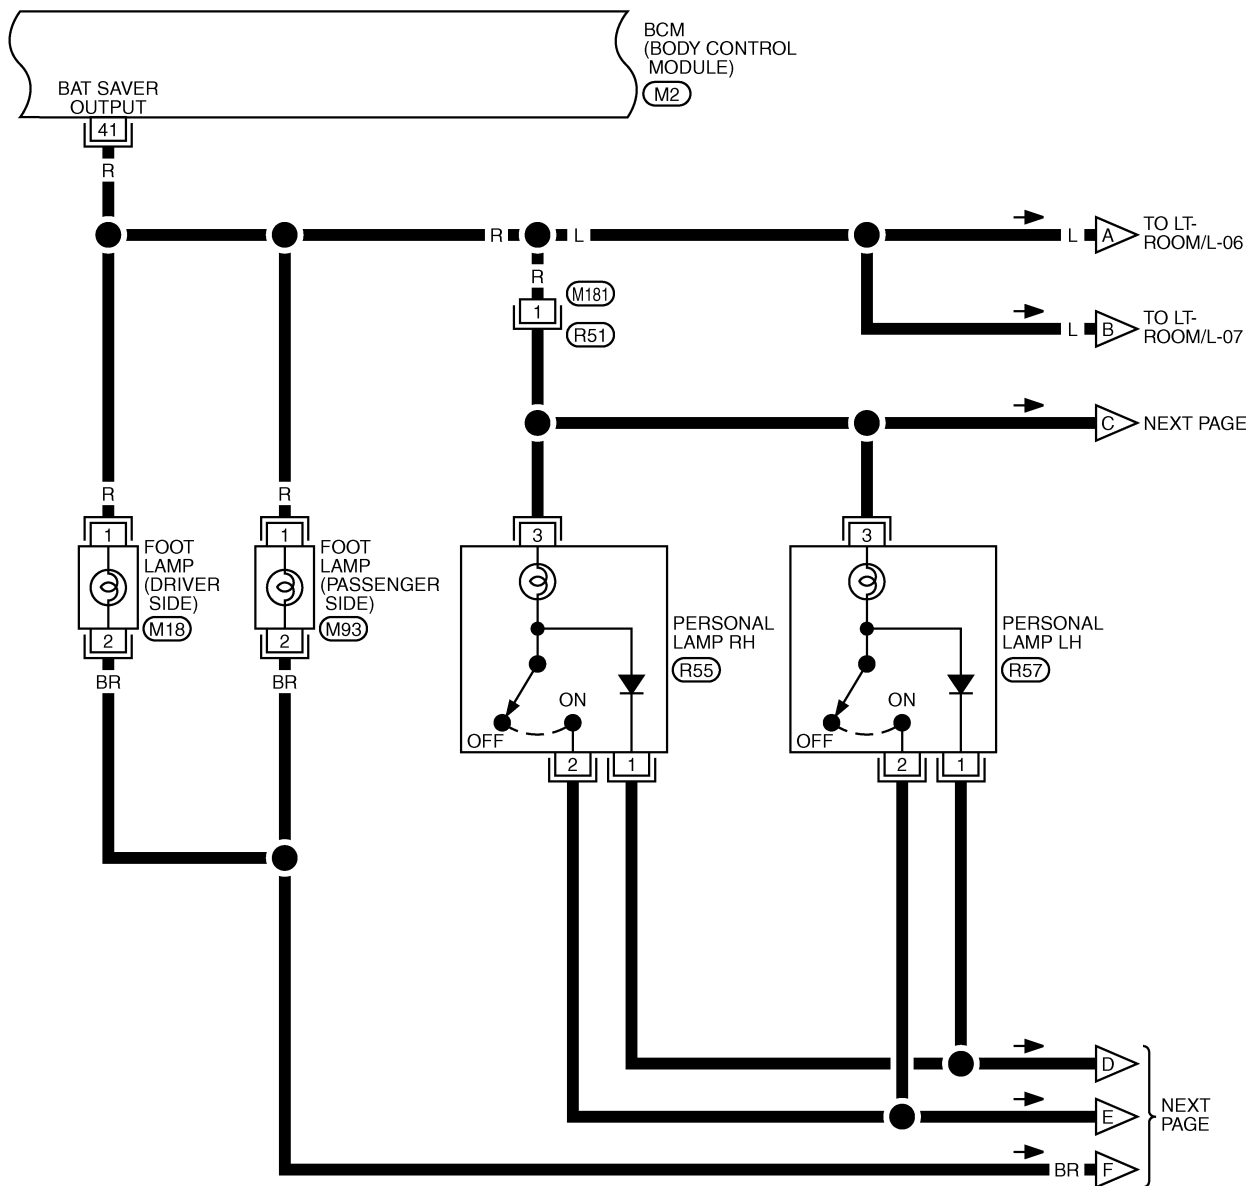 BCM
(BODY CONTROL
MODULE)
M2
BAT SAVER
OUTPUT
41
R
R
L
L
A
TO LT-
ROOM/L-06
R
M181
1
R51
L
B
TO LT-
ROOM/L-07
C
NEXT PAGE
R
R
1
1
3
3
FOOT
LAMP
(DRIVER
SIDE)
M18
FOOT
LAMP
(PASSENGER
SIDE)
M93
2
2
BR
BR
PERSONAL
LAMP RH
R55
PERSONAL
LAMP LH
R57
ON
OFF
ON
OFF
2
1
2
1
D
E
NEXT
PAGE
BR
F